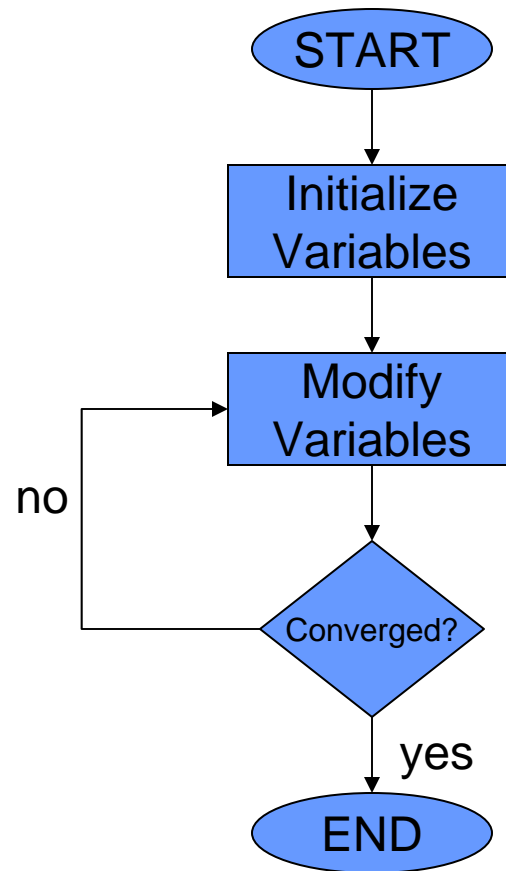 START
Initialize
Variables
Modify
Variables
no
Converged?
yes
END